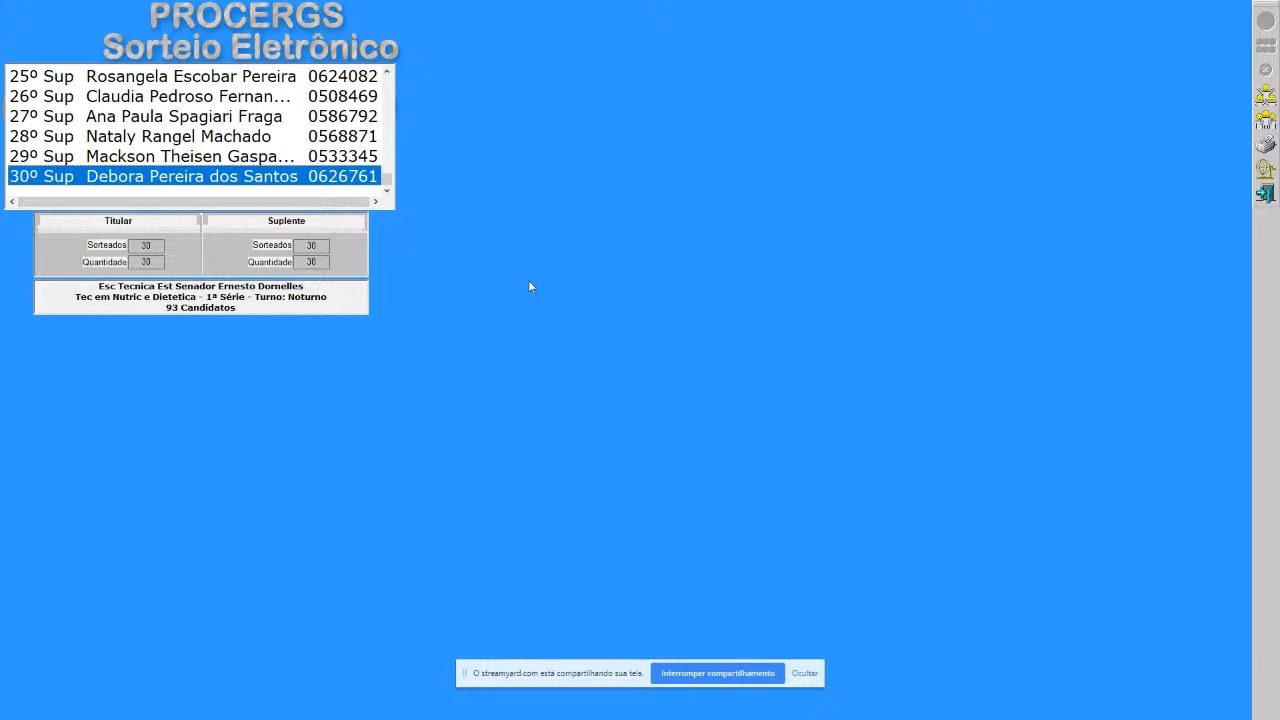 PROCERGS
Sorteio Eletrônico
25º Sup Rosangela Escobar Pereira 0624082
26º Sup Claudia Pedroso Fernan... 0508469
27º Sup Ana Paula Spagiari Fraga 0586792
28º Sup Nataly Rangel Machado 0568871
29º Sup Mackson Theisen Gaspa... 0533345
30º Sup Debora Pereira dos Santos 0626761
Titular Suplente
Sorteados 30 Sorteados 30
Quantidade 30 Quantidade 30
Esc Tecnica Est Senador Ernesto Dornelles
Tec em Nutric e Dietetica - 1ª Série - Turno: Noturno
93 Candidatos
O streamyard.com está compartilhando sua tela. Interromper compartilhamento Ocultar